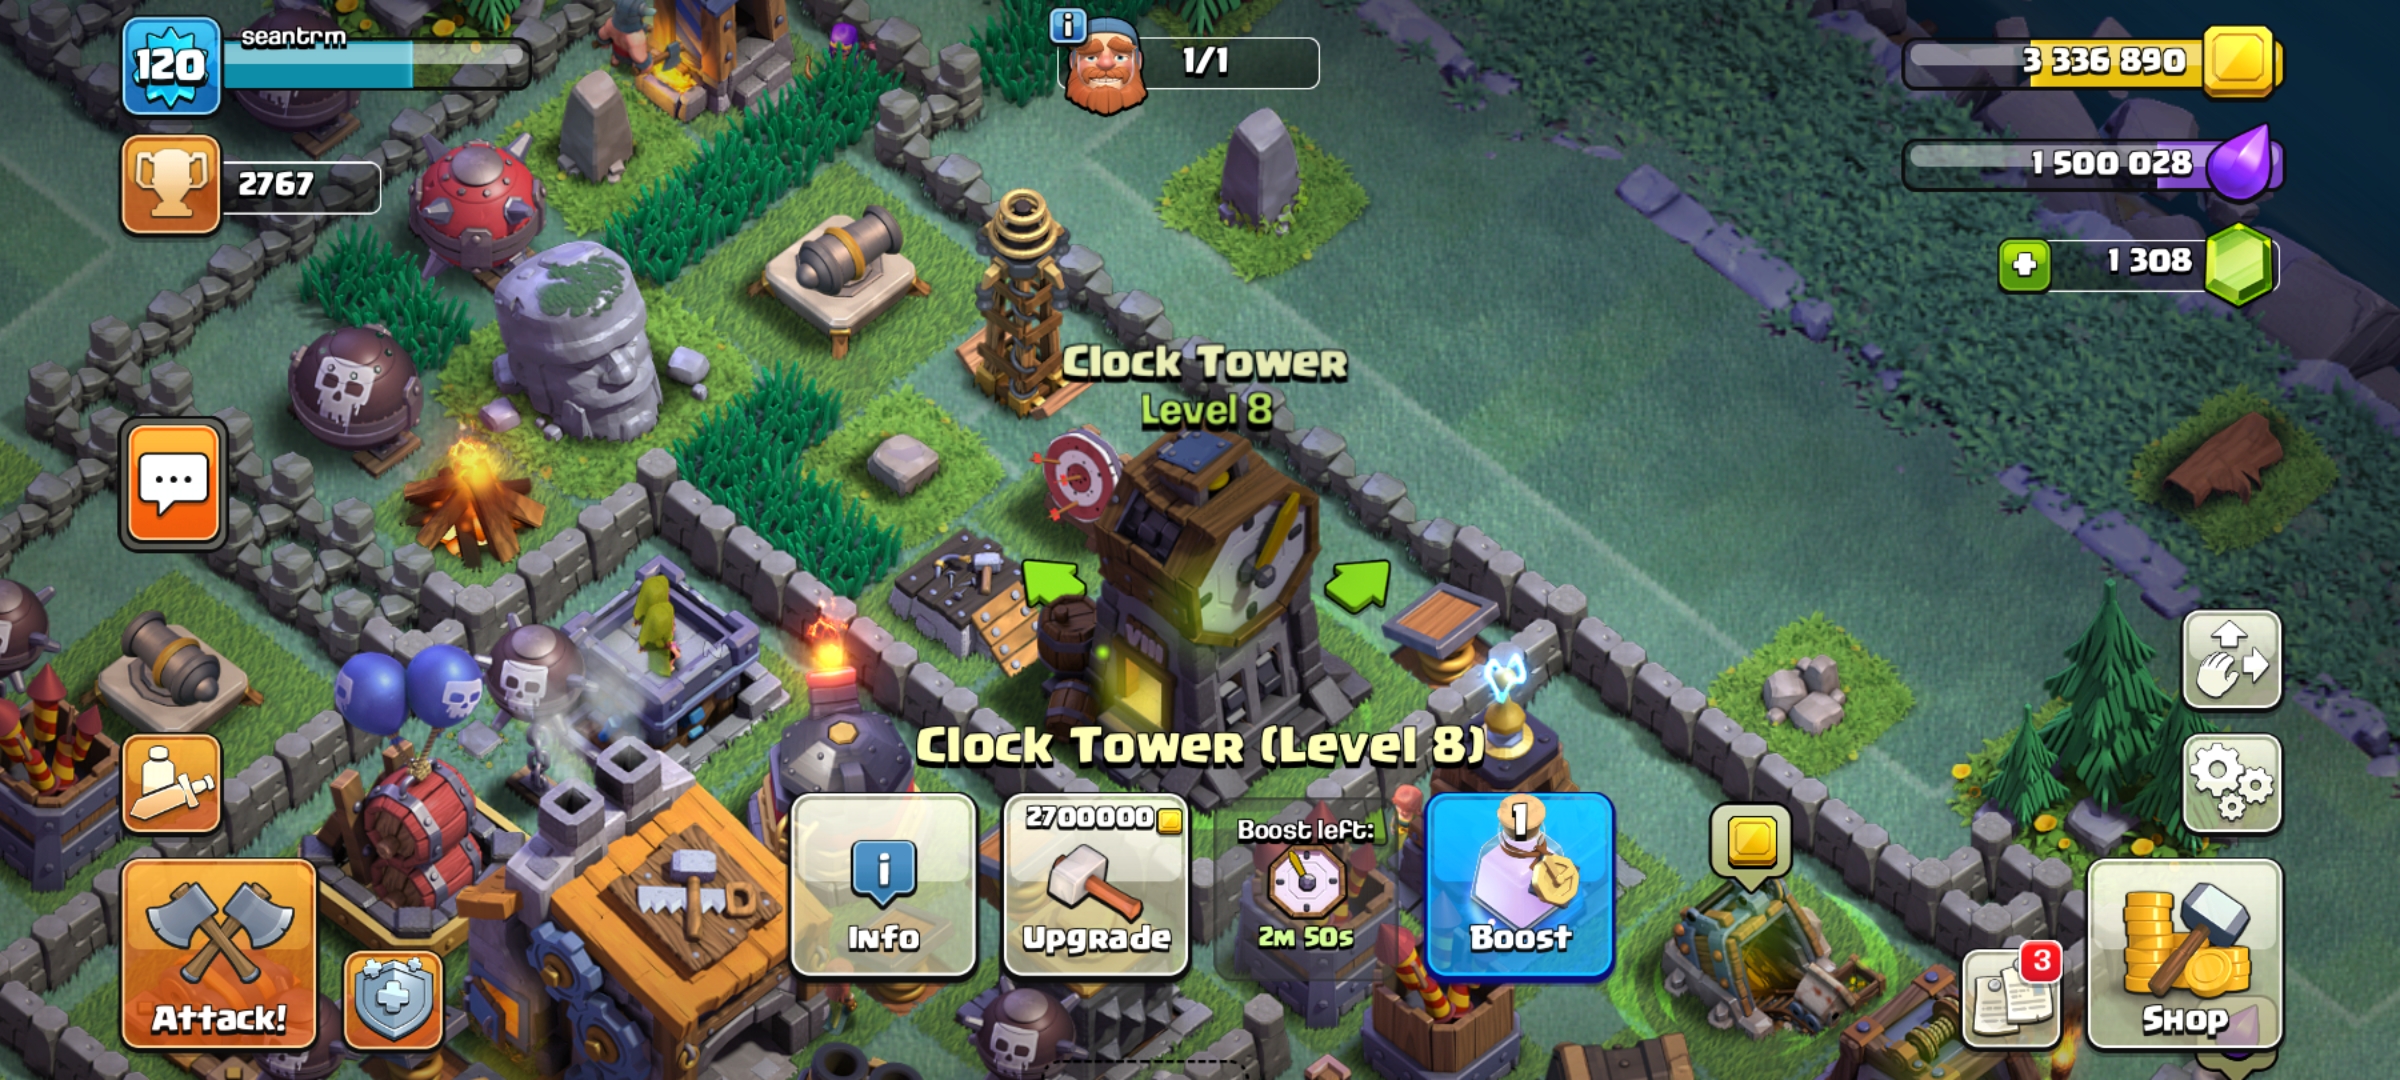 120
seantrm
1/1
3 336 890
2767
1 500 028
1 308
Clock Tower
Level 8
VIII
Clock Tower (Level 8)
2700000
Boost left:
1
Info
Upgrade
2M 50s
Boost
3
Attack!
Shop